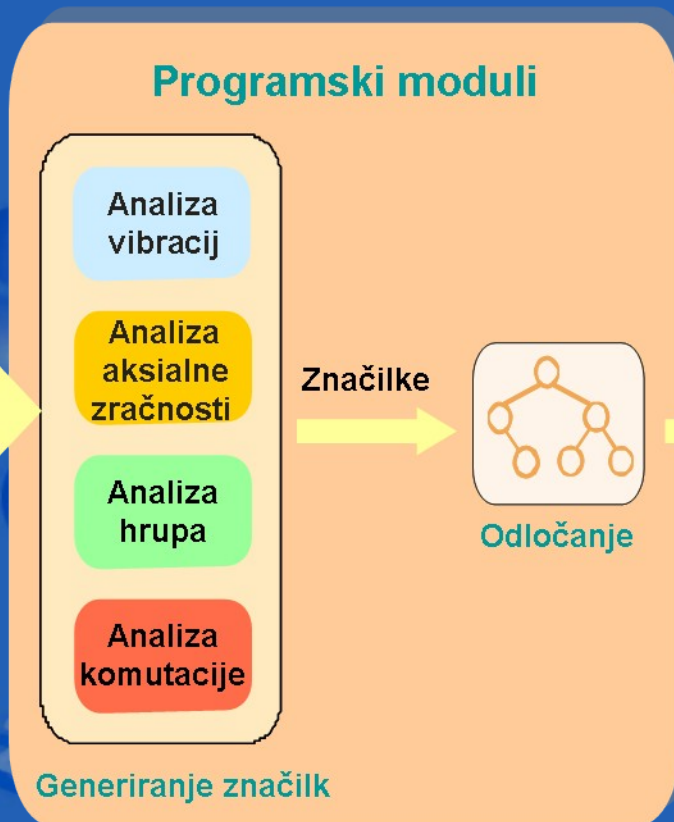 Programski moduli
Analiza
vibracij
Analiza
aksialne
zračnosti
Analiza
hrupa
Analiza
komutacije
Generiranje značilk
Značilke
Odločanje